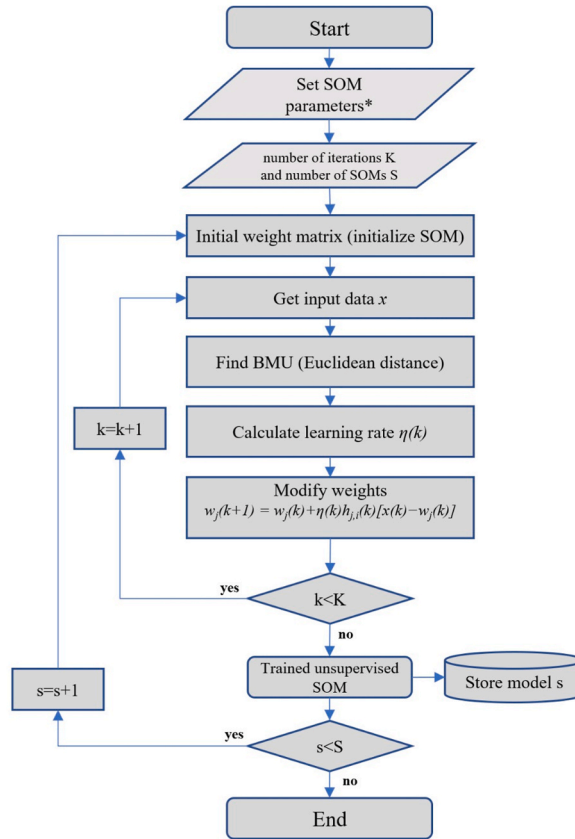 Start
Set SOM
parameters*
number of iterations K
and number of SOMs S
Initial weight matrix (initialize SOM)
Get input data x
Find BMU (Euclidean distance)
k=k+1
Calculate learning rate η(k)
Modify weights
wj(k+1) = wj(k)+η(k)hj,i(k)[x(k)−wj(k)]
yes
k<K
no
Trained unsupervised
SOM
Store model s
s=s+1
yes
s<S
no
End